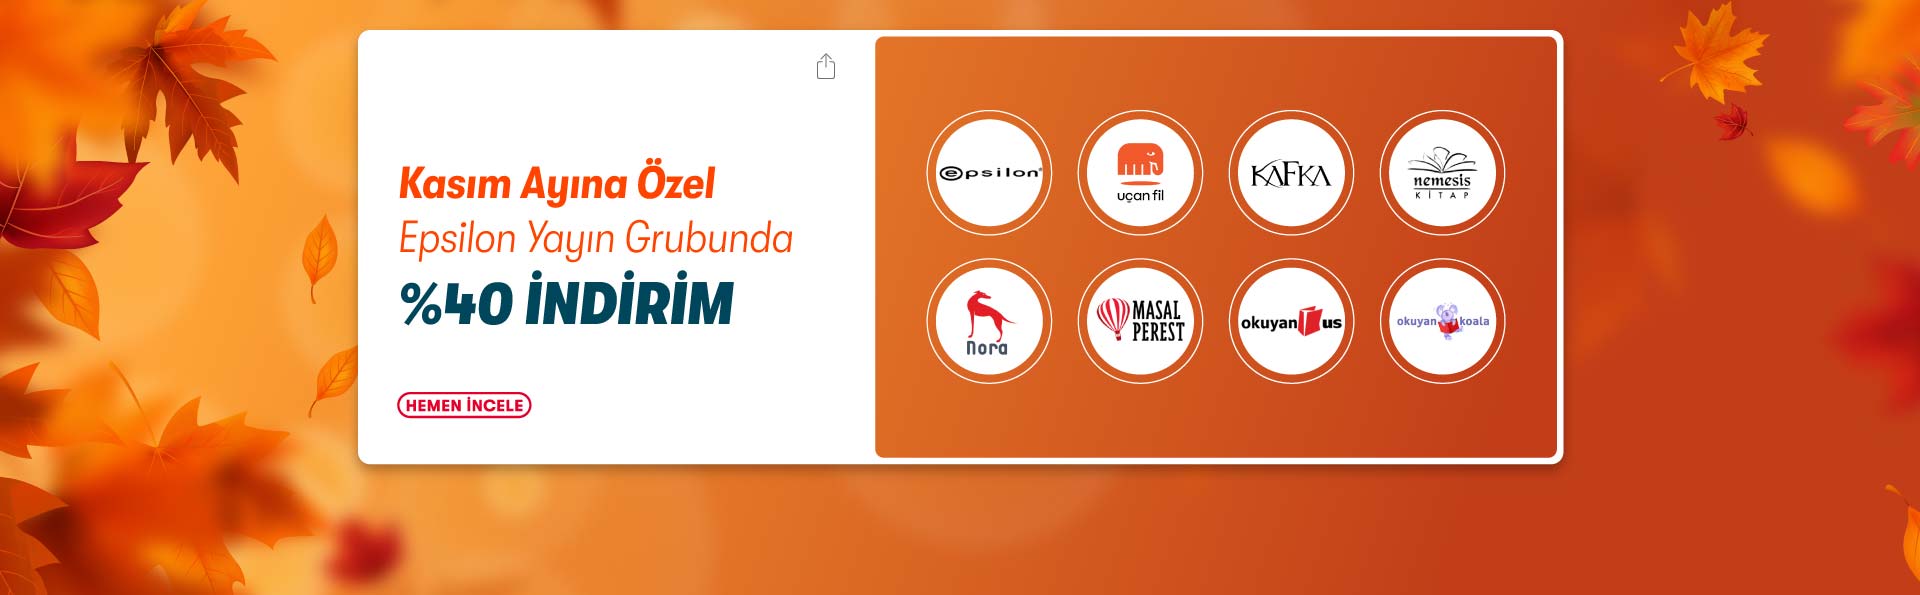 Kasım Ayına Özel
Epsilon Yayın Grubunda
%40 İNDİRİM
HEMEN İNCELE
epsilon®
uçan fil
KAFKA
nemesis
KİTAP
nora
MASAL
PEREST
okuyan us
okuyan koala